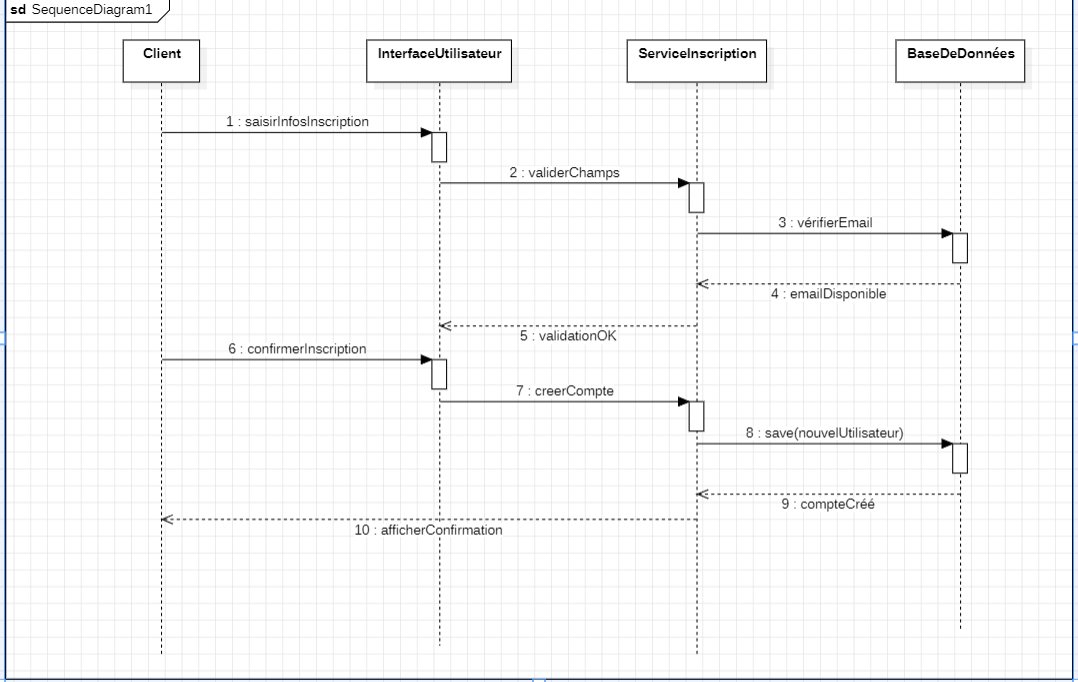 sd SequenceDiagram1
Client
InterfaceUtilisateur
ServiceInscription
BaseDeDonnées
1 : saisirInfosInscription
2 : validerChamps
3 : vérifierEmail
4 : emailDisponible
5 : validationOK
6 : confirmerInscription
7 : creerCompte
8 : save(nouvelUtilisateur)
9 : compteCréé
10 : afficherConfirmation